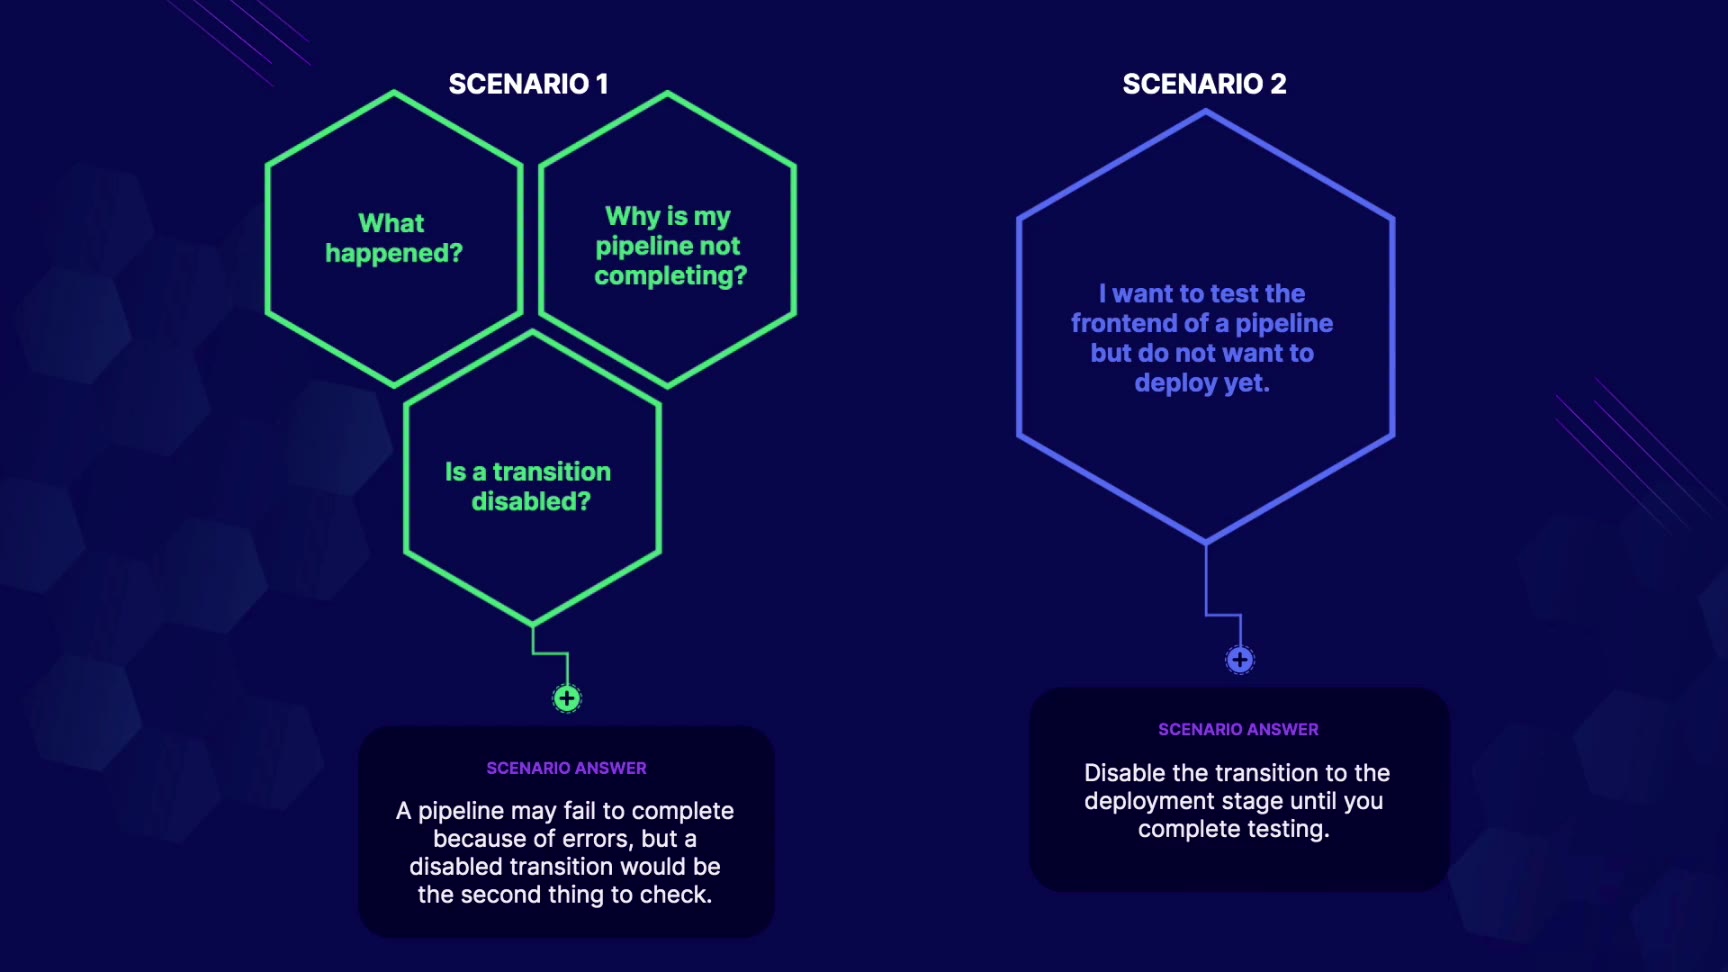 SCENARIO 1
What
happened?
Why is my
pipeline not
completing?
Is a transition
disabled?
SCENARIO ANSWER
A pipeline may fail to complete
because of errors, but a
disabled transition would be
the second thing to check.
SCENARIO 2
I want to test the
frontend of a pipeline
but do not want to
deploy yet.
SCENARIO ANSWER
Disable the transition to the
deployment stage until you
complete testing.